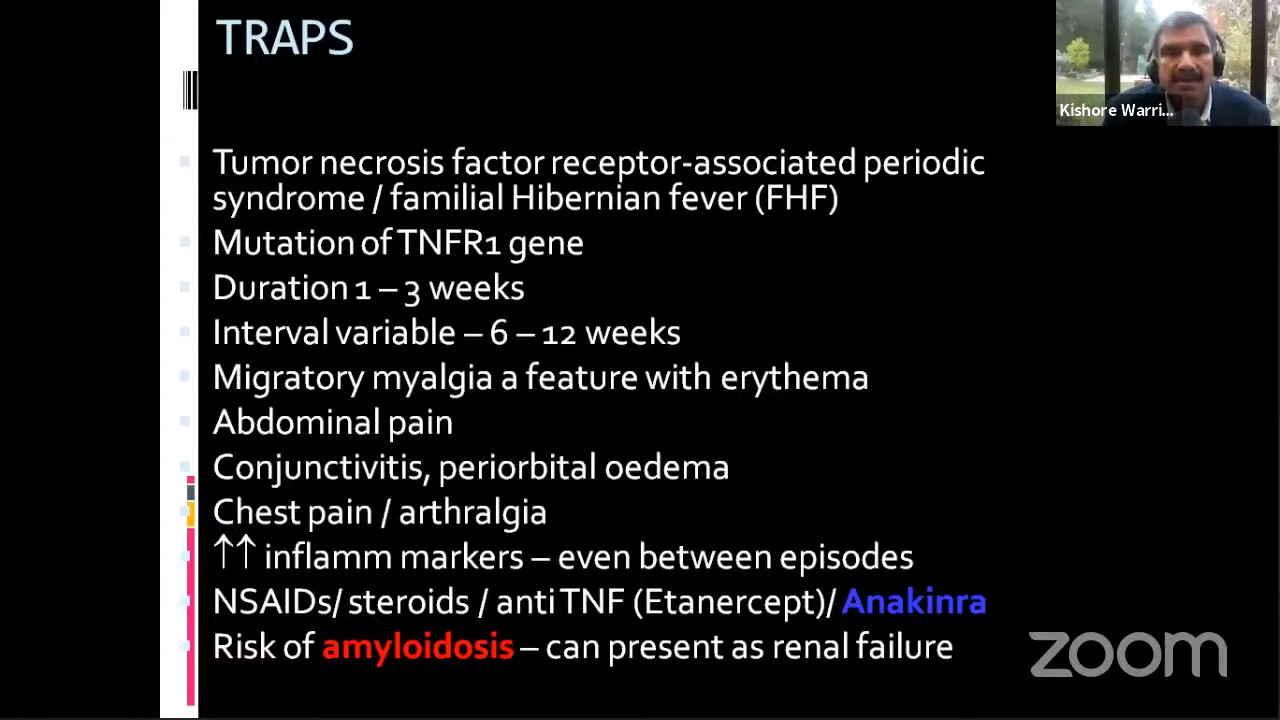 TRAPS
Kishore Warri...
Tumor necrosis factor receptor-associated periodic
syndrome / familial Hibernian fever (FHF)
Mutation of TNFR1 gene
Duration 1 – 3 weeks
Interval variable – 6 – 12 weeks
Migratory myalgia a feature with erythema
Abdominal pain
Conjunctivitis, periorbital oedema
Chest pain / arthralgia
↑↑ inflamm markers – even between episodes
NSAIDs/ steroids / anti TNF (Etanercept)/ Anakinra
Risk of amyloidosis – can present as renal failure
zoom